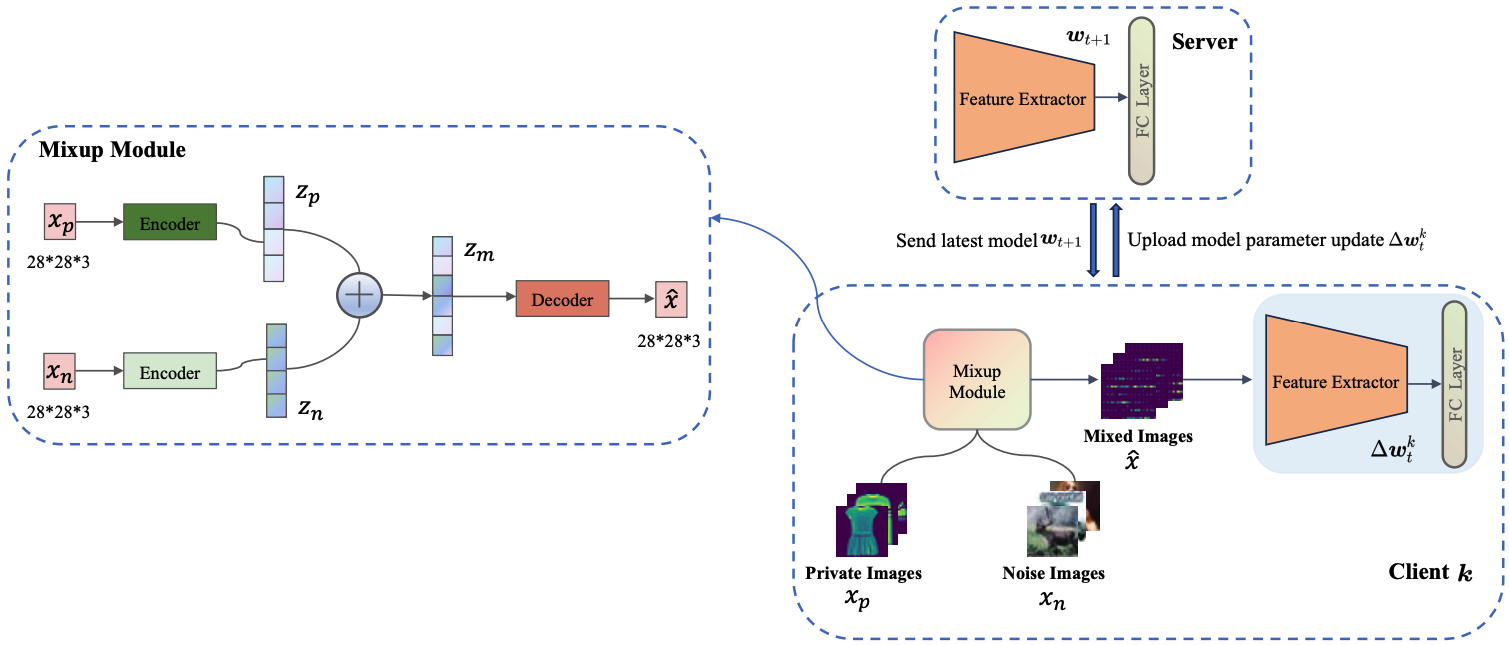 Mixup Module
x_p
28*28*3
Encoder
z_p
x_n
28*28*3
Encoder
z_n
z_m
Decoder
x̂
28*28*3
Server
w_{t+1}
Feature Extractor
FC Layer
Send latest model w_{t+1}
Upload model parameter update Δw_t^k
Mixup
Module
Mixed Images
x̂
Feature Extractor
FC Layer
Δw_t^k
Private Images
x_p
Noise Images
x_n
Client k